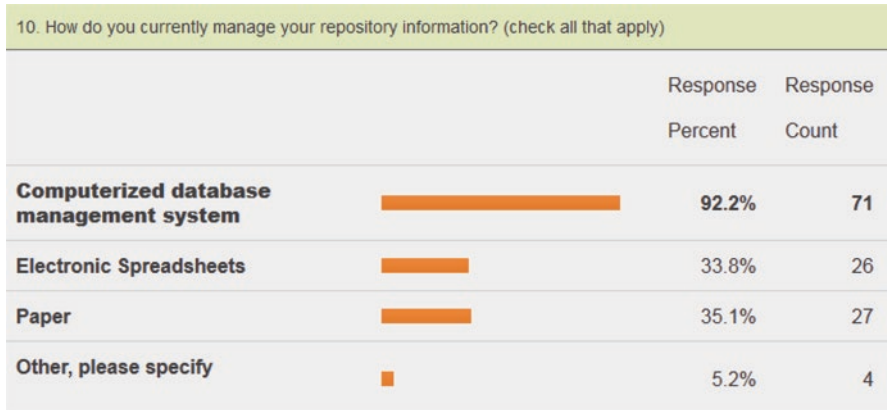 10. How do you currently manage your repository information? (check all that apply)
Response Response
Percent Count
Computerized database
management system 92.2% 71
Electronic Spreadsheets 33.8% 26
Paper 35.1% 27
Other, please specify 5.2% 4